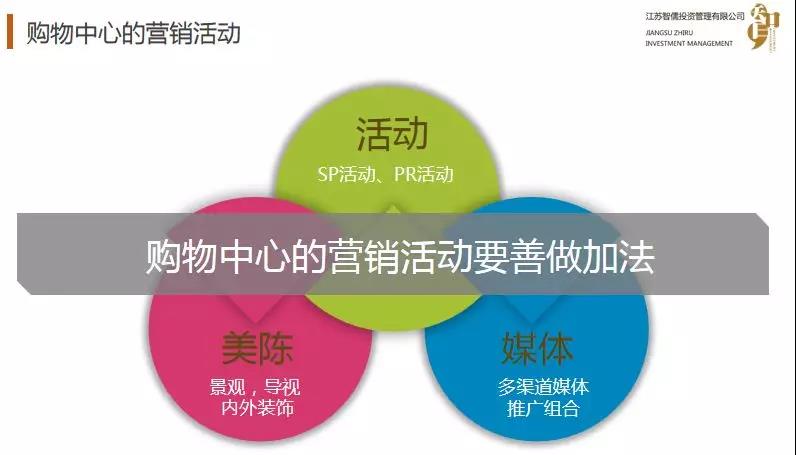 购物中心的营销活动
江苏智儒投资管理有限公司
JIANGSU ZHIRU
INVESTMENT MANAGEMENT
活动
SP活动、PR活动
购物中心的营销活动要善做加法
美陈
景观，导视
内外装饰
媒体
多渠道媒体
推广组合